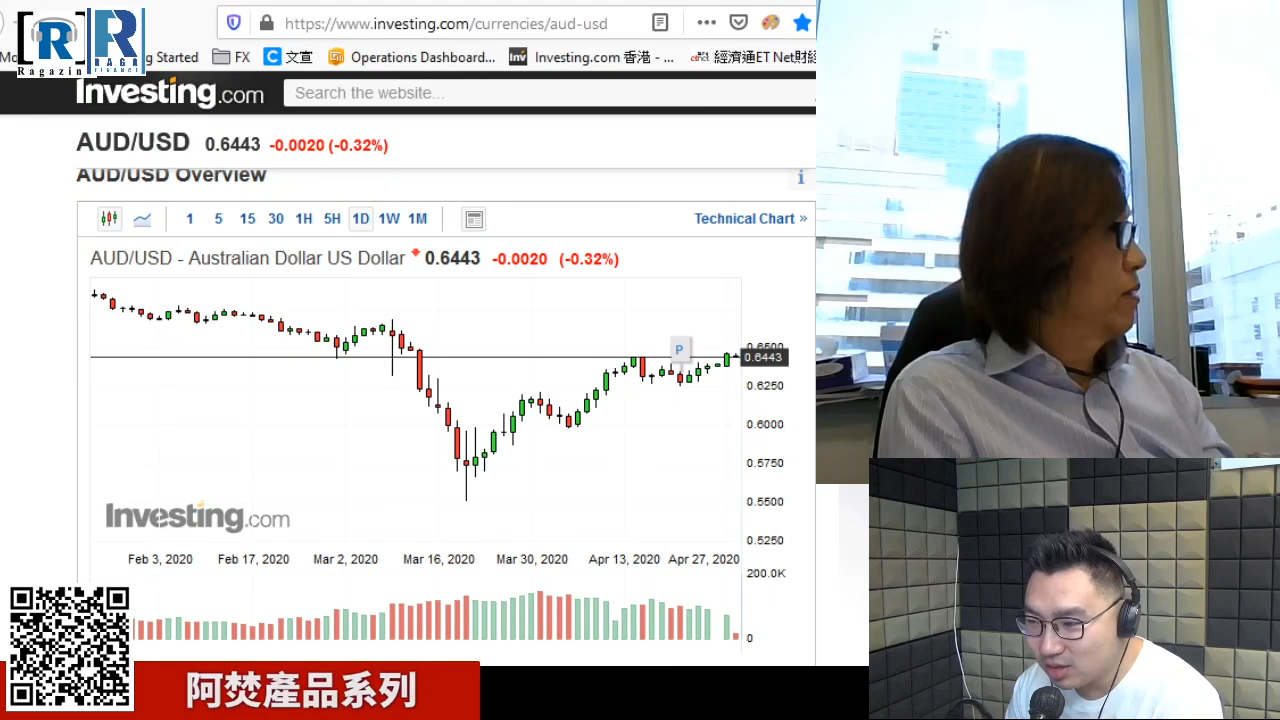 https://www.investing.com/currencies/aud-usd
[R] R
Ragazin RAGA
FINANCE
g Started FX C 文宣 Operations Dashboard... Inv Investing.com 香港 - ... 經濟通ET Net財經
Investing.com Search the website...
AUD/USD 0.6443 -0.0020 (-0.32%)
AUD/USD Overview
1 5 15 30 1H 5H 1D 1W 1M Technical Chart »
AUD/USD - Australian Dollar US Dollar 0.6443 -0.0020 (-0.32%)
P
0.6500
0.6443
0.6250
0.6000
0.5750
0.5500
0.5250
Investing.com
Feb 3, 2020 Feb 17, 2020 Mar 2, 2020 Mar 16, 2020 Mar 30, 2020 Apr 13, 2020 Apr 27, 2020
200.0K
0
阿焚產品系列